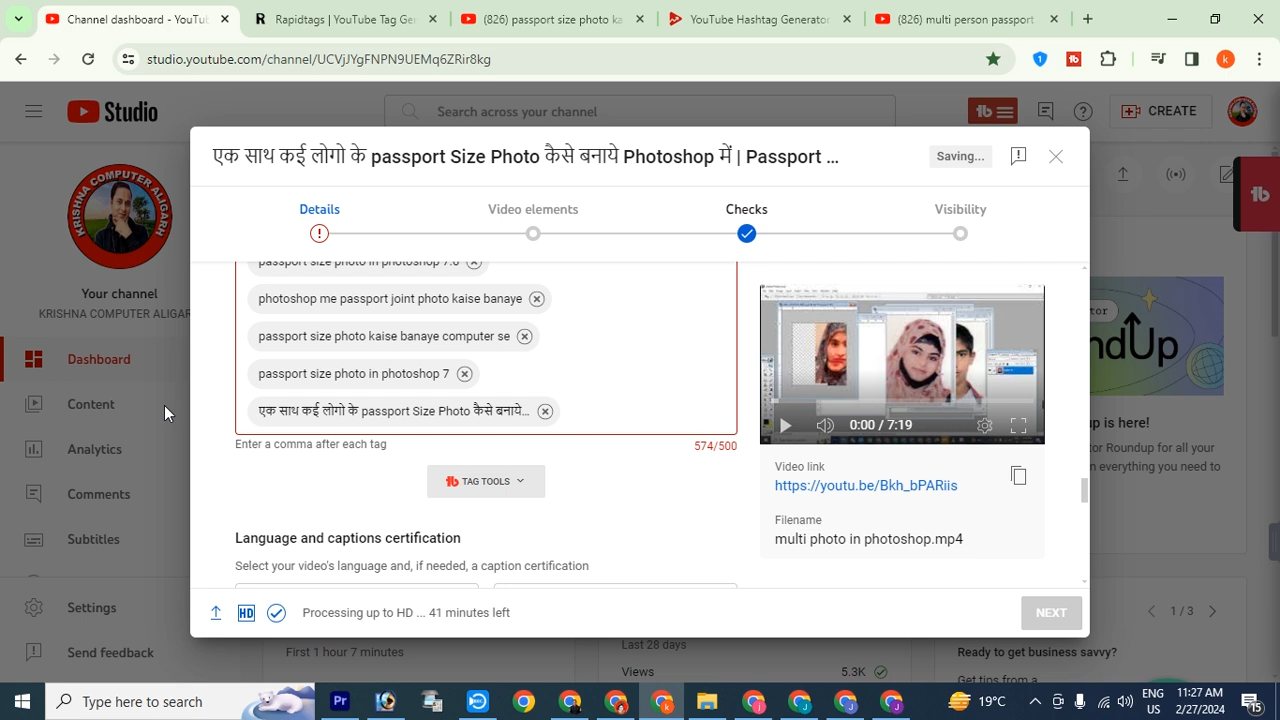 Channel dashboard - YouTube S
Rapidtags | YouTube Tag Ge
(826) passport size photo ka
YouTube Hashtag Generator
(826) multi person passport
studio.youtube.com/channel/UCVjJYgFNPN9UEMq6ZRir8kg
Studio
Search across your channel
CREATE
एक साथ कई लोगो के passport Size Photo कैसे बनाये Photoshop में | Passport ...
Saving...
Details
Video elements
Checks
Visibility
KRISHNA COMPUTER ALIGARH
Your channel
KRISHNA COMPUTER ALIGAR
Dashboard
Content
Analytics
Comments
Subtitles
Settings
Send feedback
passport size photo in photoshop 7.0
photoshop me passport joint photo kaise banaye
passport size photo kaise banaye computer se
passport size photo in photoshop 7
एक साथ कई लोगो के passport Size Photo कैसे बनाये...
Enter a comma after each tag
574/500
TAG TOOLS
Language and captions certification
Select your video's language and, if needed, a caption certification
0:00 / 7:19
Video link
https://youtu.be/Bkh_bPARiis
Filename
multi photo in photoshop.mp4
HD
Processing up to HD ... 41 minutes left
NEXT
tor
ndUp
up is here!
tor Roundup for all your
n everything you need to
1 / 3
First 1 hour 7 minutes
Last 28 days
Views
5.3K
Ready to get business savvy?
Get tips from a
Type here to search
19°C
ENG
US
11:27 AM
2/27/2024
15